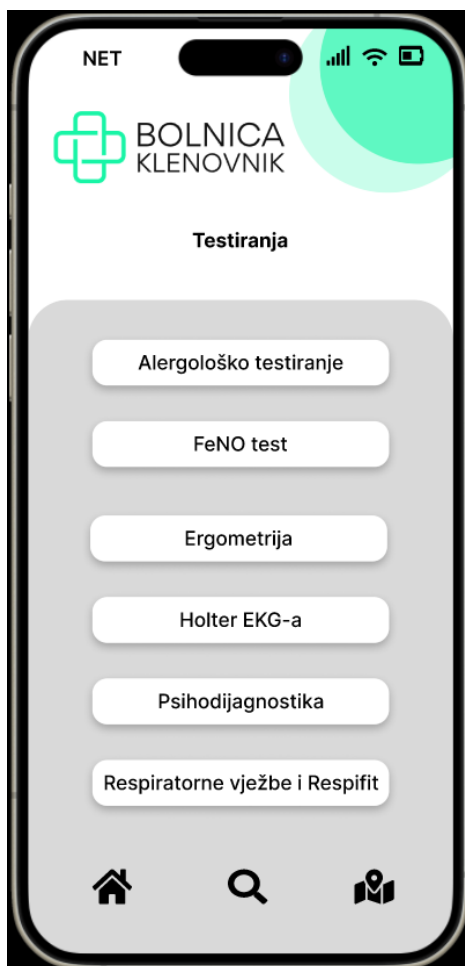 NET
BOLNICA
KLENOVNIK
Testiranja
Alergološko testiranje
FeNO test
Ergometrija
Holter EKG-a
Psihodijagnostika
Respiratorne vježbe i Respifit